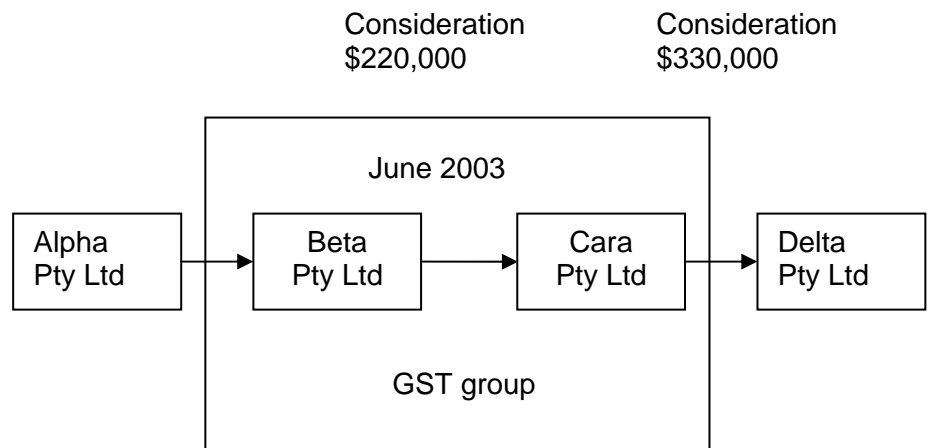 Consideration
$220,000
Consideration
$330,000
June 2003
Alpha
Pty Ltd
Beta
Pty Ltd
Cara
Pty Ltd
Delta
Pty Ltd
GST group